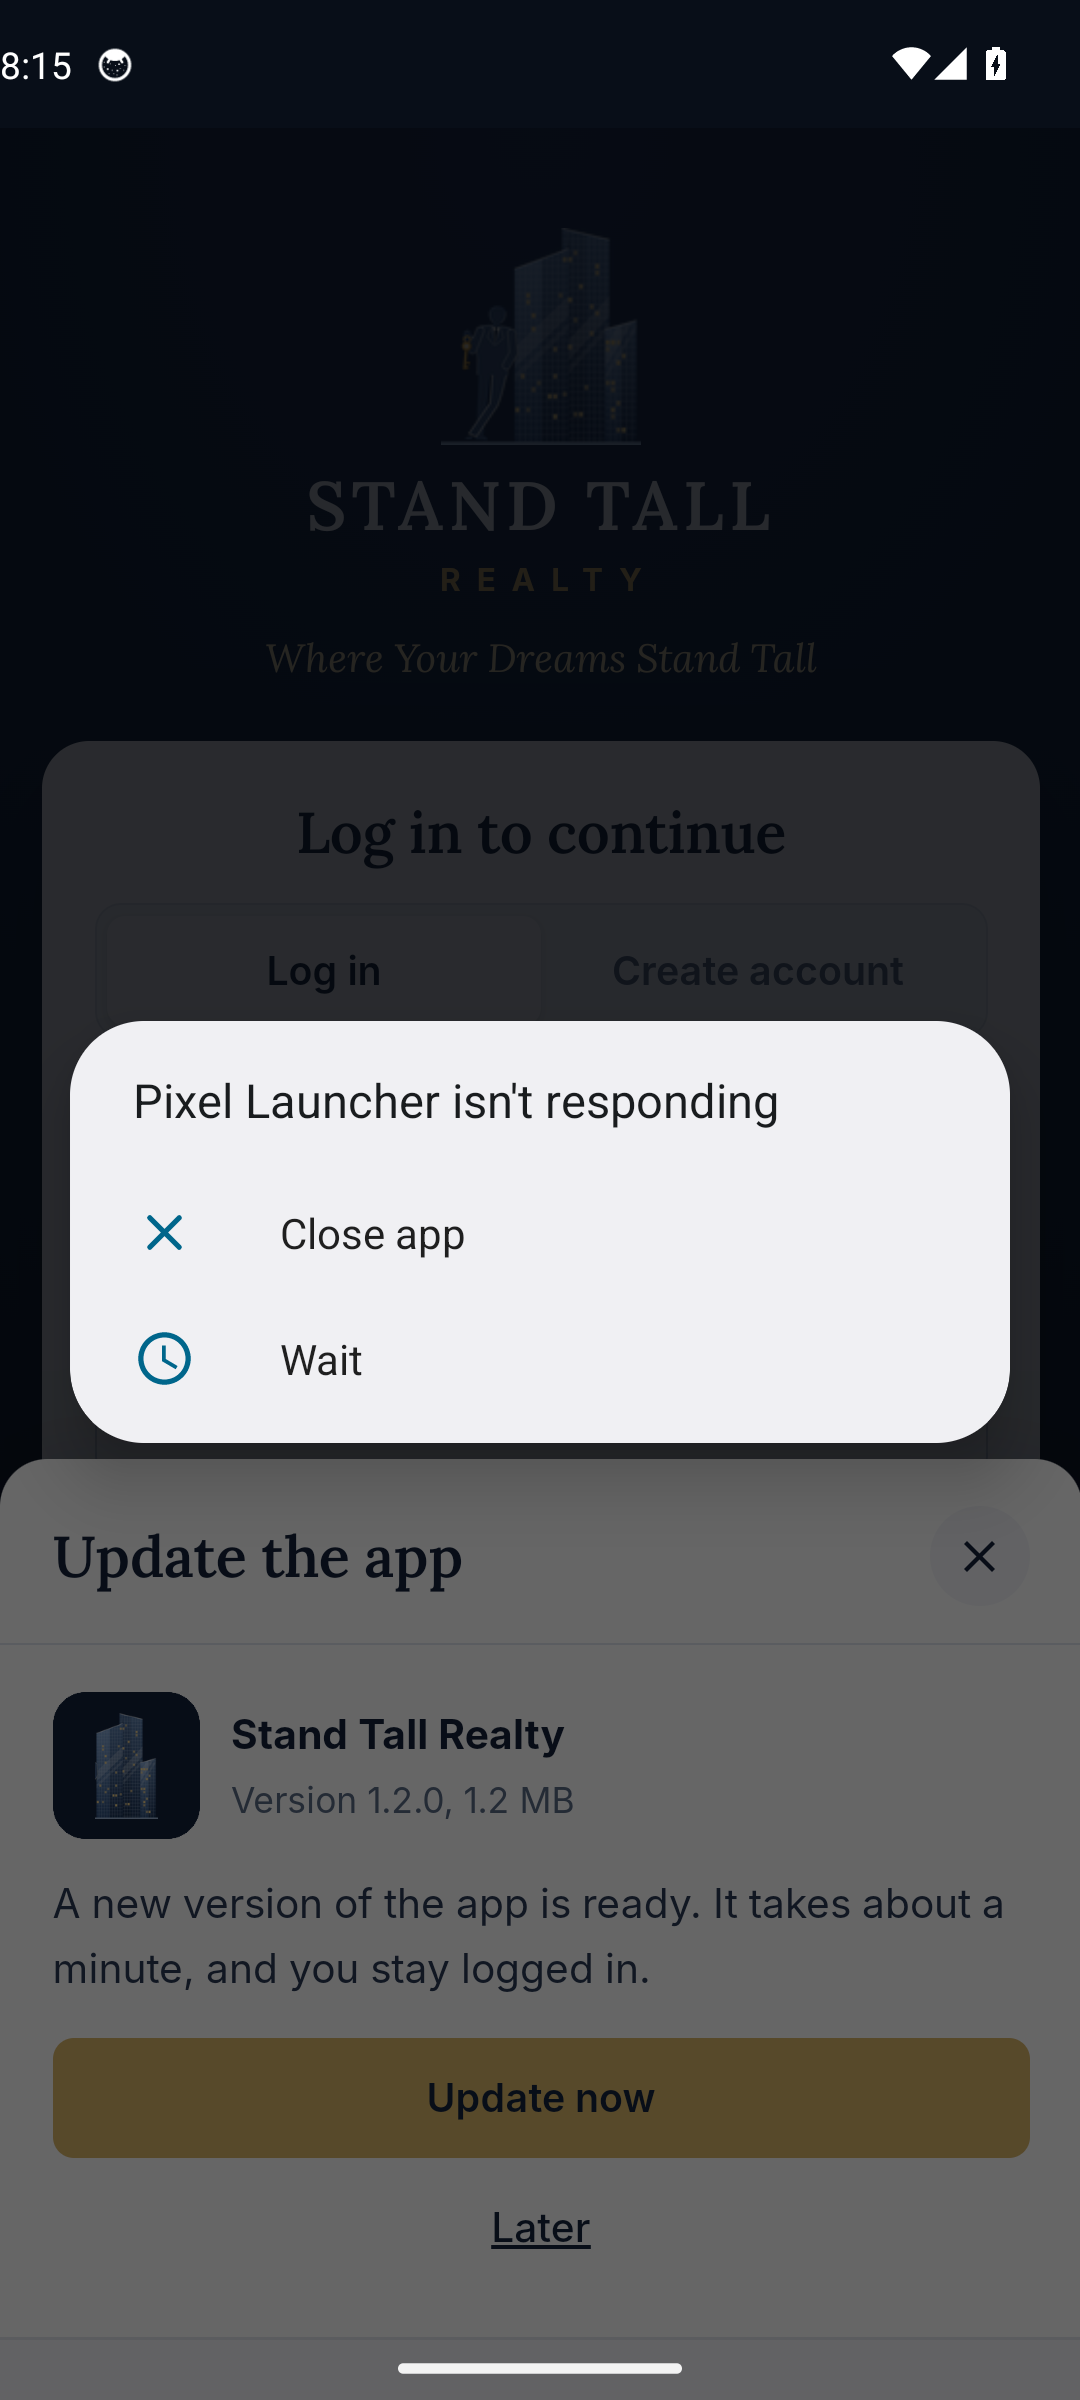 8:15
STAND TALL
REALTY
Where Your Dreams Stand Tall
Log in to continue
Log in
Create account
Pixel Launcher isn't responding
Close app
Wait
Update the app
Stand Tall Realty
Version 1.2.0, 1.2 MB
A new version of the app is ready. It takes about a
minute, and you stay logged in.
Update now
Later